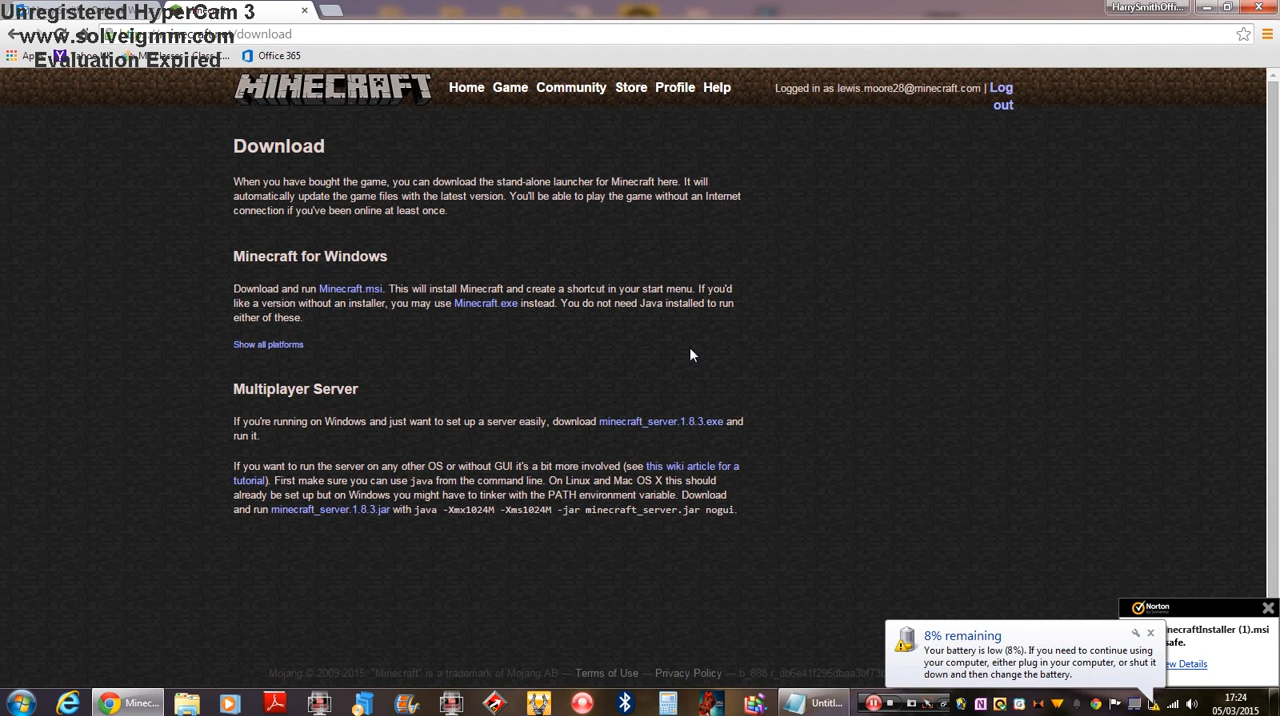 Unregistered HyperCam 3
www.solveigmm.com
Evaluation Expired
HarrySmithOffi...
/download
Office 365
MINECRAFT
Home Game Community Store Profile Help
Logged in as lewis.moore28@minecraft.com | Log out
Download
When you have bought the game, you can download the stand-alone launcher for Minecraft here. It will
automatically update the game files with the latest version. You'll be able to play the game without an Internet
connection if you've been online at least once.
Minecraft for Windows
Download and run Minecraft.msi. This will install Minecraft and create a shortcut in your start menu. If you'd
like a version without an installer, you may use Minecraft.exe instead. You do not need Java installed to run
either of these.
Show all platforms
Multiplayer Server
If you're running on Windows and just want to set up a server easily, download minecraft_server.1.8.3.exe and
run it.
If you want to run the server on any other OS or without GUI it's a bit more involved (see this wiki article for a
tutorial). First make sure you can use java from the command line. On Linux and Mac OS X this should
already be set up but on Windows you might have to tinker with the PATH environment variable. Download
and run minecraft_server.1.8.3.jar with java -Xmx1024M -Xms1024M -jar minecraft_server.jar nogui.
Norton
by Symantec
necraftInstaller (1).msi
safe.
ew Details
8% remaining
Your battery is low (8%). If you need to continue using
your computer, either plug in your computer, or shut it
down and then change the battery.
Mojang © 2009-2015. "Minecraft" is a trademark of Mojang AB — Terms of Use — Privacy Policy —
Minec...
Untitl...
17:24
05/03/2015